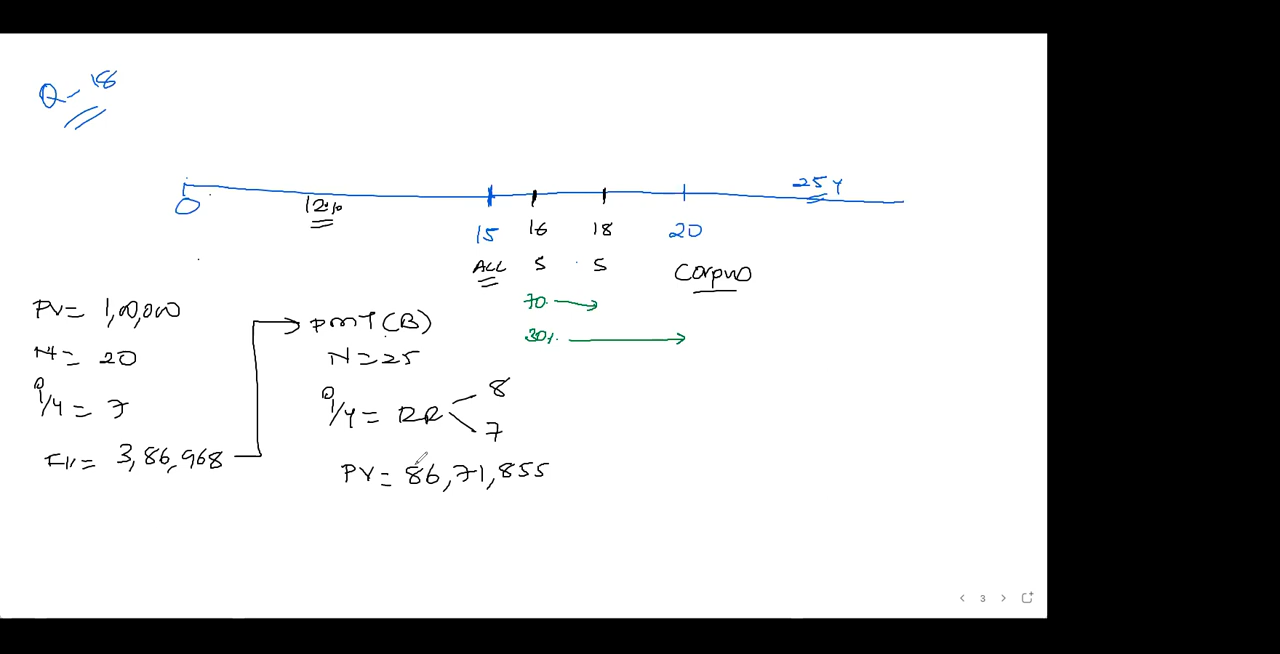 Q-18
25Y
0 12% 15 16 18 20
ALL 5 5 Corpus
70% →
30% →
PV = 1,00,000
N = 20
I/Y = 7
FV = 3,86,968
PMT (B)
N = 25
I/Y = RR < 8
7
PV = 86,71,855
3